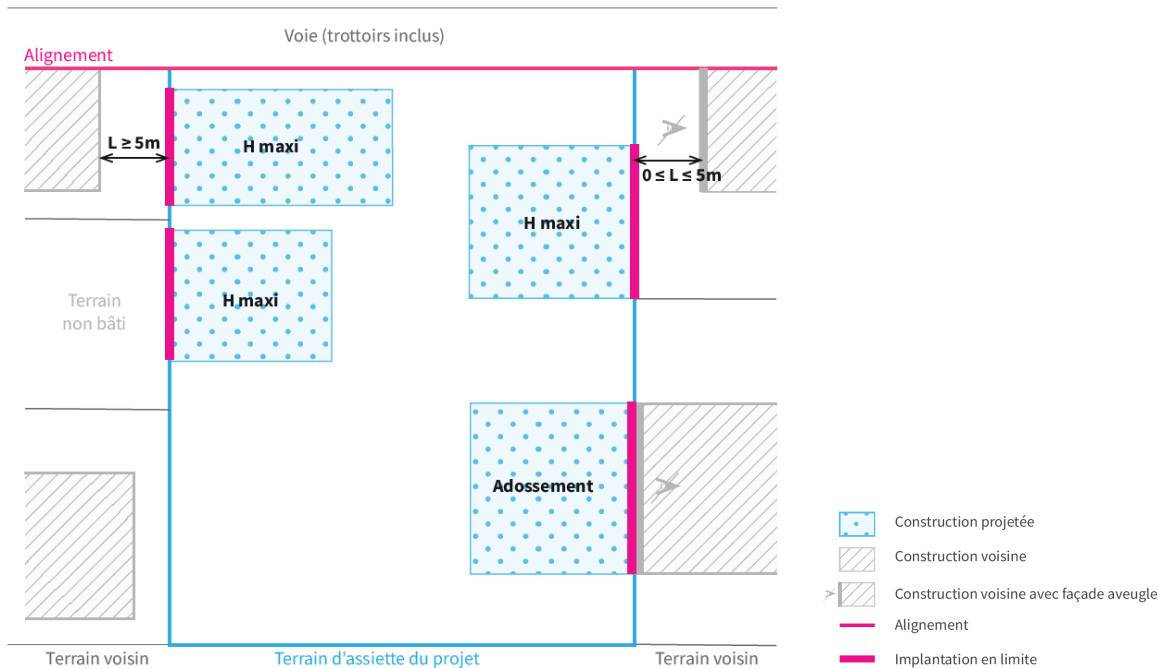 Voie (trottoirs inclus)
Alignement
L ≥ 5m
H maxi
0 ≤ L ≤ 5m
H maxi
Terrain
non bâti
H maxi
Adossement
Construction projetée
Construction voisine
Construction voisine avec façade aveugle
Alignement
Implantation en limite
Terrain voisin
Terrain d'assiette du projet
Terrain voisin